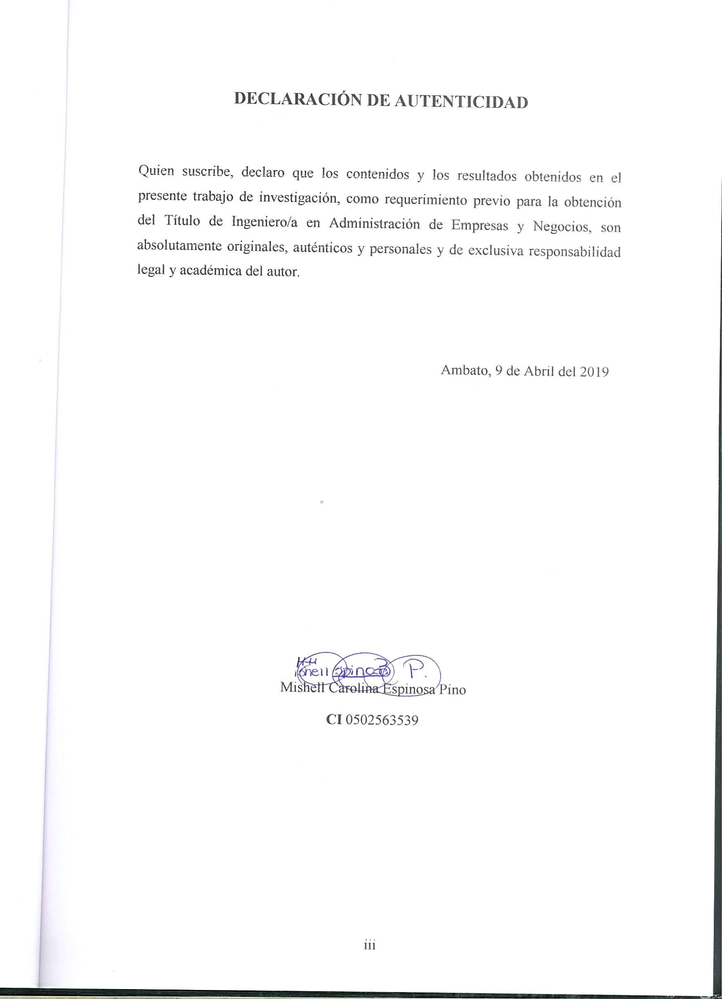 DECLARACIÓN DE AUTENTICIDAD
Quien suscribe, declaro que los contenidos y los resultados obtenidos en el
presente trabajo de investigación, como requerimiento previo para la obtención
del Título de Ingeniero/a en Administración de Empresas y Negocios, son
absolutamente originales, auténticos y personales y de exclusiva responsabilidad
legal y académica del autor.
Ambato, 9 de Abril del 2019
P.
Mishell Carolina Espinosa Pino
CI 0502563539
iii